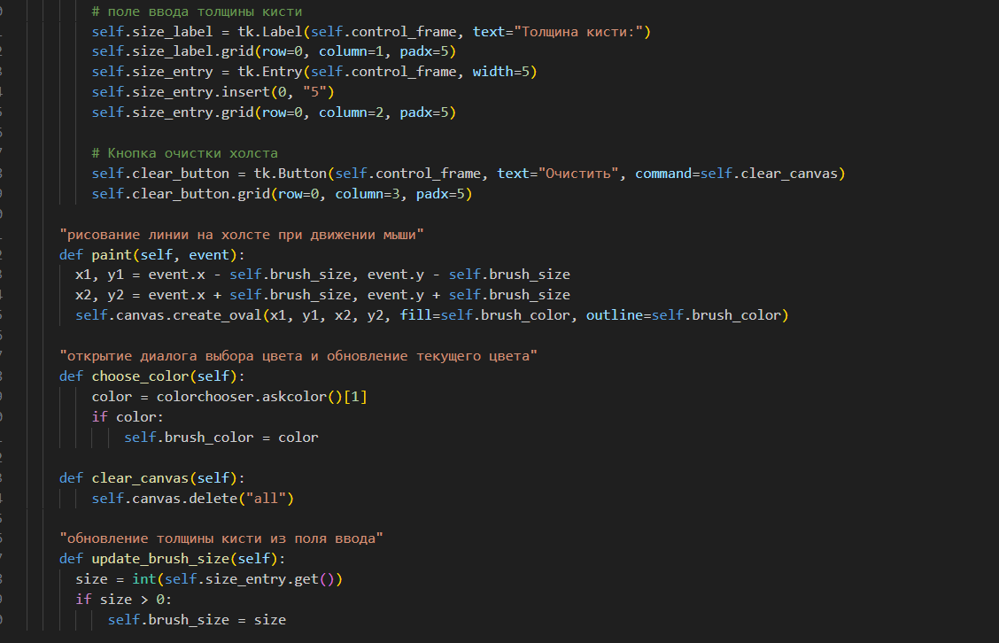 # поле ввода толщины кисти
self.size_label = tk.Label(self.control_frame, text="Толщина кисти:")
self.size_label.grid(row=0, column=1, padx=5)
self.size_entry = tk.Entry(self.control_frame, width=5)
self.size_entry.insert(0, "5")
self.size_entry.grid(row=0, column=2, padx=5)
# Кнопка очистки холста
self.clear_button = tk.Button(self.control_frame, text="Очистить", command=self.clear_canvas)
self.clear_button.grid(row=0, column=3, padx=5)
"рисование линии на холсте при движении мыши"
def paint(self, event):
x1, y1 = event.x - self.brush_size, event.y - self.brush_size
x2, y2 = event.x + self.brush_size, event.y + self.brush_size
self.canvas.create_oval(x1, y1, x2, y2, fill=self.brush_color, outline=self.brush_color)
"открытие диалога выбора цвета и обновление текущего цвета"
def choose_color(self):
color = colorchooser.askcolor()[1]
if color:
self.brush_color = color
def clear_canvas(self):
self.canvas.delete("all")
"обновление толщины кисти из поля ввода"
def update_brush_size(self):
size = int(self.size_entry.get())
if size > 0:
self.brush_size = size